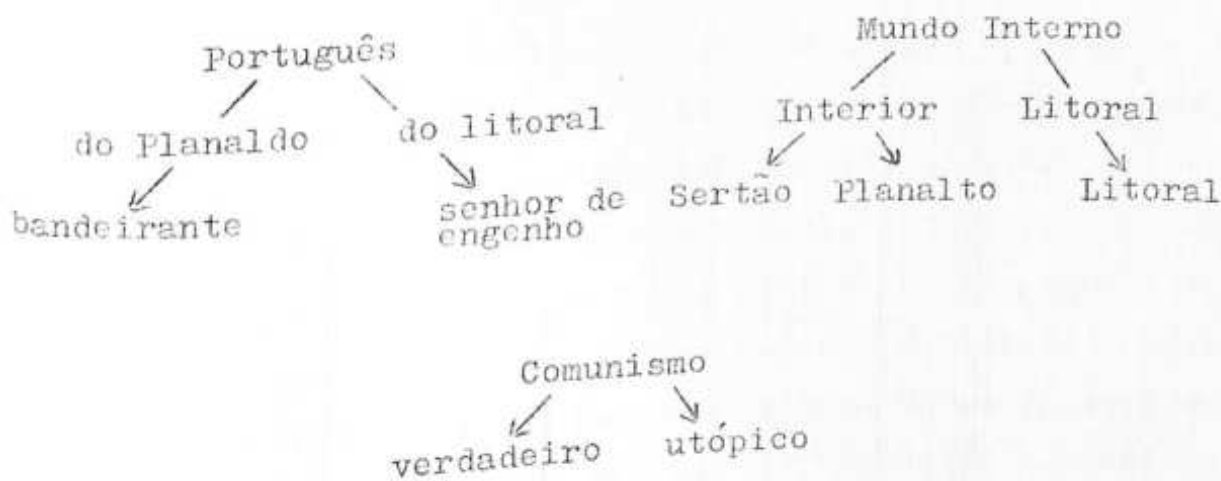 Português
do Planaldo
do litoral
bandeirante
senhor de
engenho
Mundo Interno
Interior
Litoral
Sertão
Planalto
Litoral
Comunismo
verdadeiro
utópico